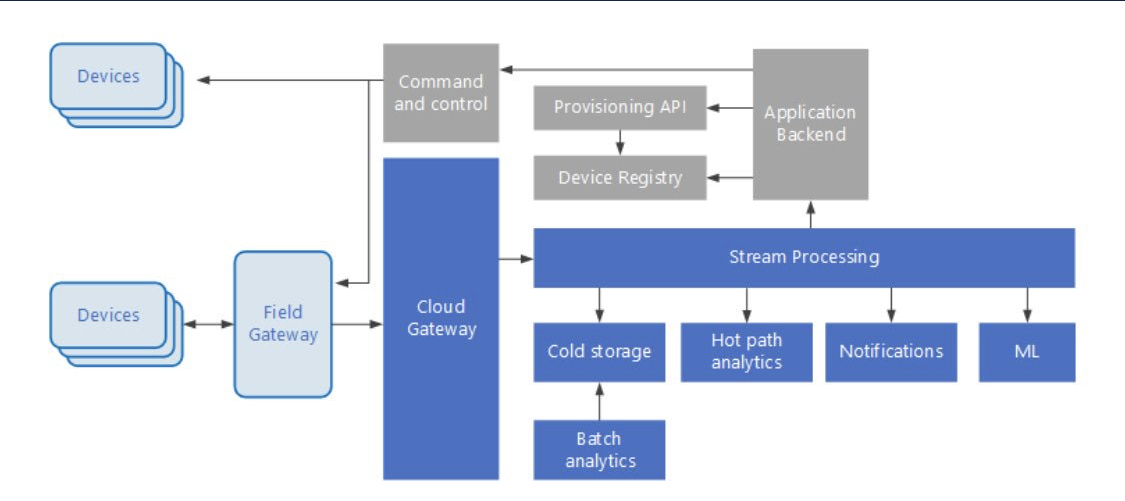 Devices
Command
and control
Provisioning API
Application
Backend
Device Registry
Stream Processing
Devices
Field
Gateway
Cloud
Gateway
Cold storage
Hot path
analytics
Notifications
ML
Batch
analytics